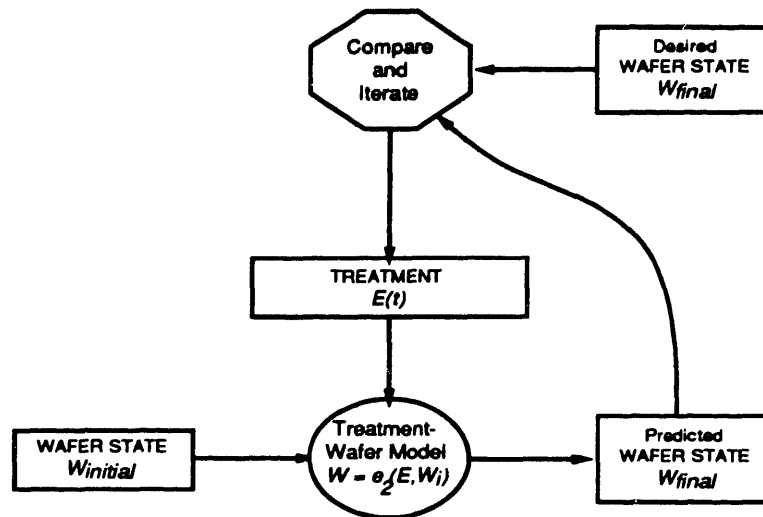 Compare
and
Iterate
Desired
WAFER STATE
Wfinal
TREATMENT
E(t)
WAFER STATE
Winitial
Treatment-
Wafer Model
W = e2(E,Wi)
Predicted
WAFER STATE
Wfinal